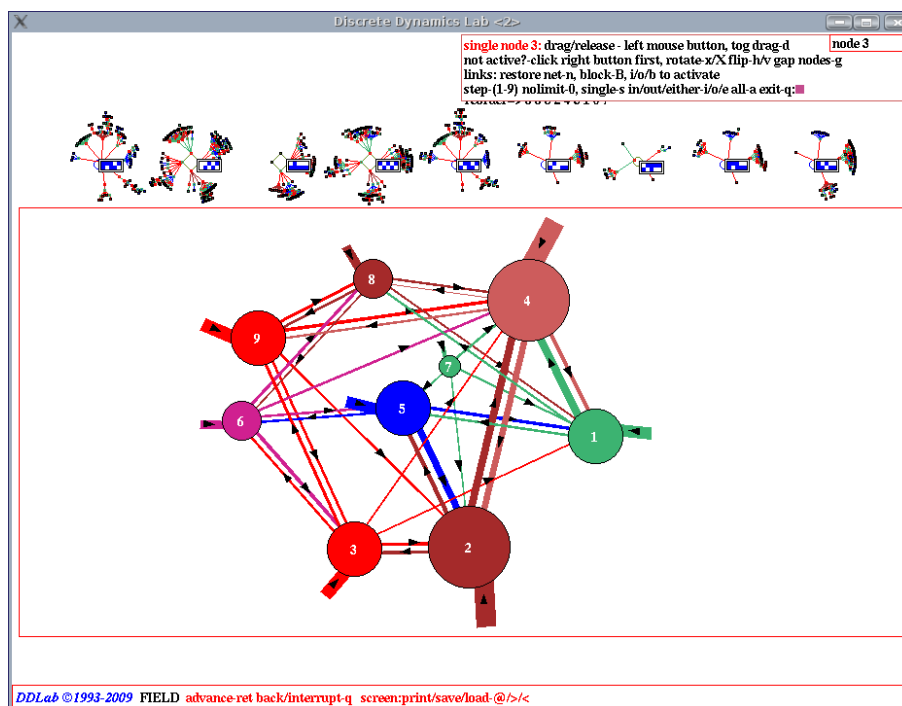 Discrete Dynamics Lab <2>
single node 3: drag/release - left mouse button, tog drag-d
node 3
not active?-click right button first, rotate-x/X flip-h/v gap nodes-g
links: restore net-n, block-B, i/o/b to activate
step-(1-9) nolimit-0, single-s in/out/either-i/o/e all-a exit-q:
8
4
9
7
5
6
1
3
2
DDLab ©1993-2009 FIELD advance-ret back/interrupt-q screen:print/save/load-@/>/<